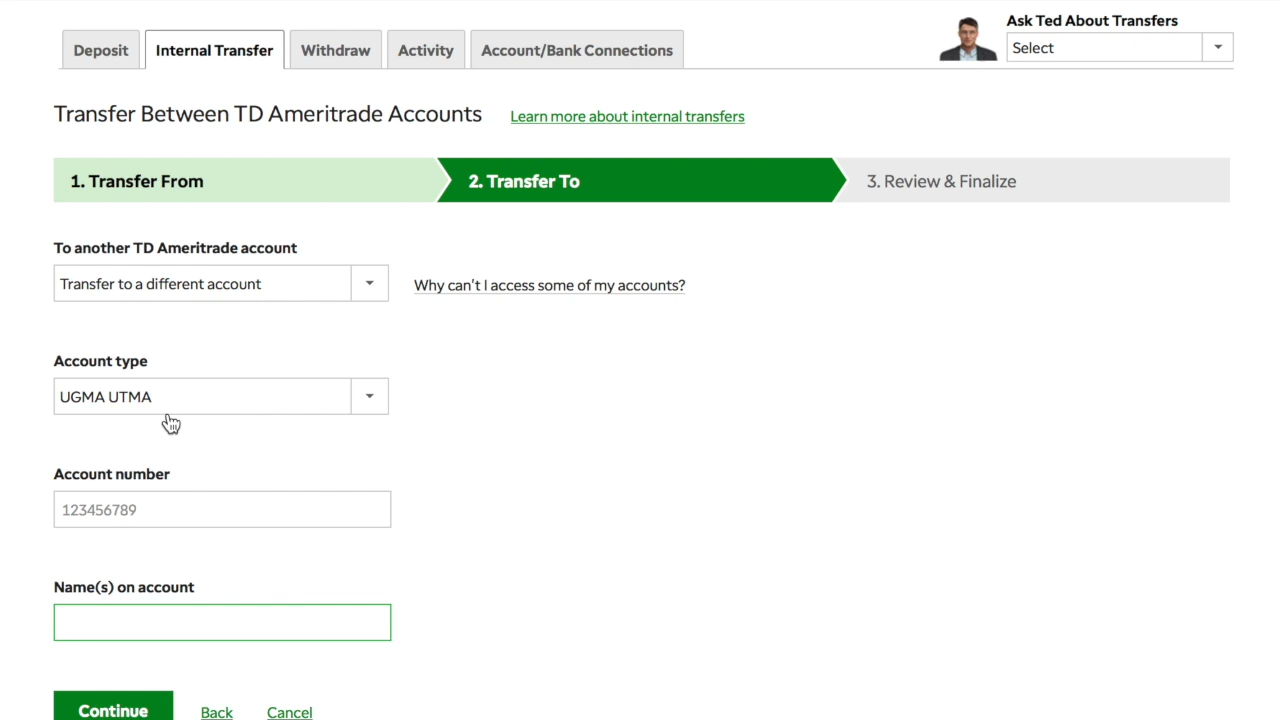 Ask Ted About Transfers
Deposit Internal Transfer Withdraw Activity Account/Bank Connections Select
Transfer Between TD Ameritrade Accounts Learn more about internal transfers
1. Transfer From 2. Transfer To 3. Review & Finalize
To another TD Ameritrade account
Transfer to a different account Why can't I access some of my accounts?
Account type
UGMA UTMA
Account number
123456789
Name(s) on account
Continue Back Cancel